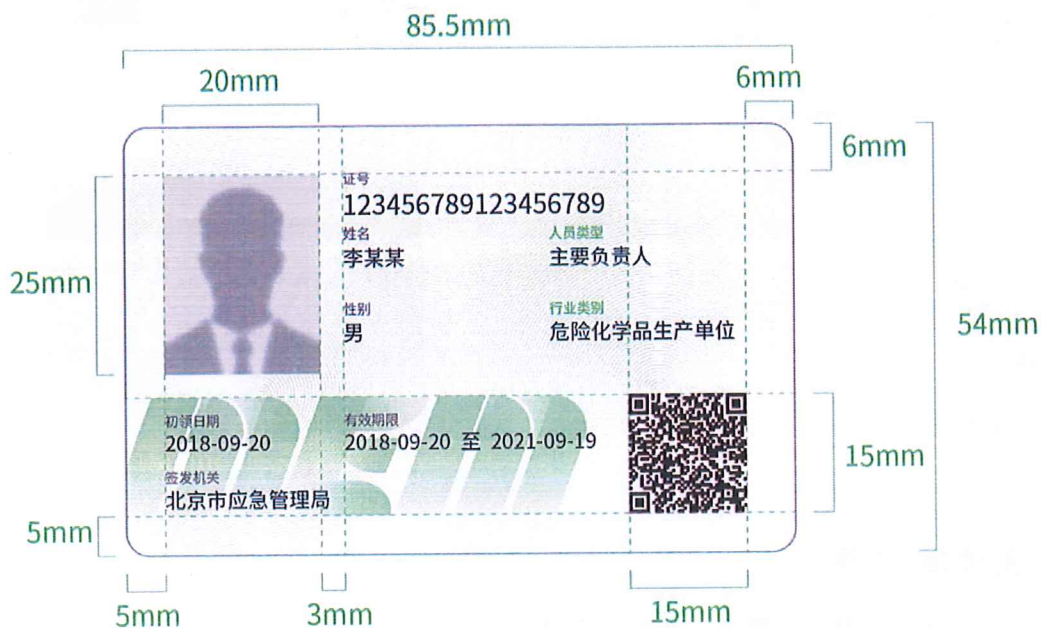 85.5mm
20mm
6mm
6mm
证号
123456789123456789
姓名
人员类型
李某某
主要负责人
25mm
性别
行业类别
男
危险化学品生产单位
54mm
初领日期
有效期限
2018-09-20
2018-09-20 至 2021-09-19
15mm
签发机关
北京市应急管理局
5mm
5mm
3mm
15mm